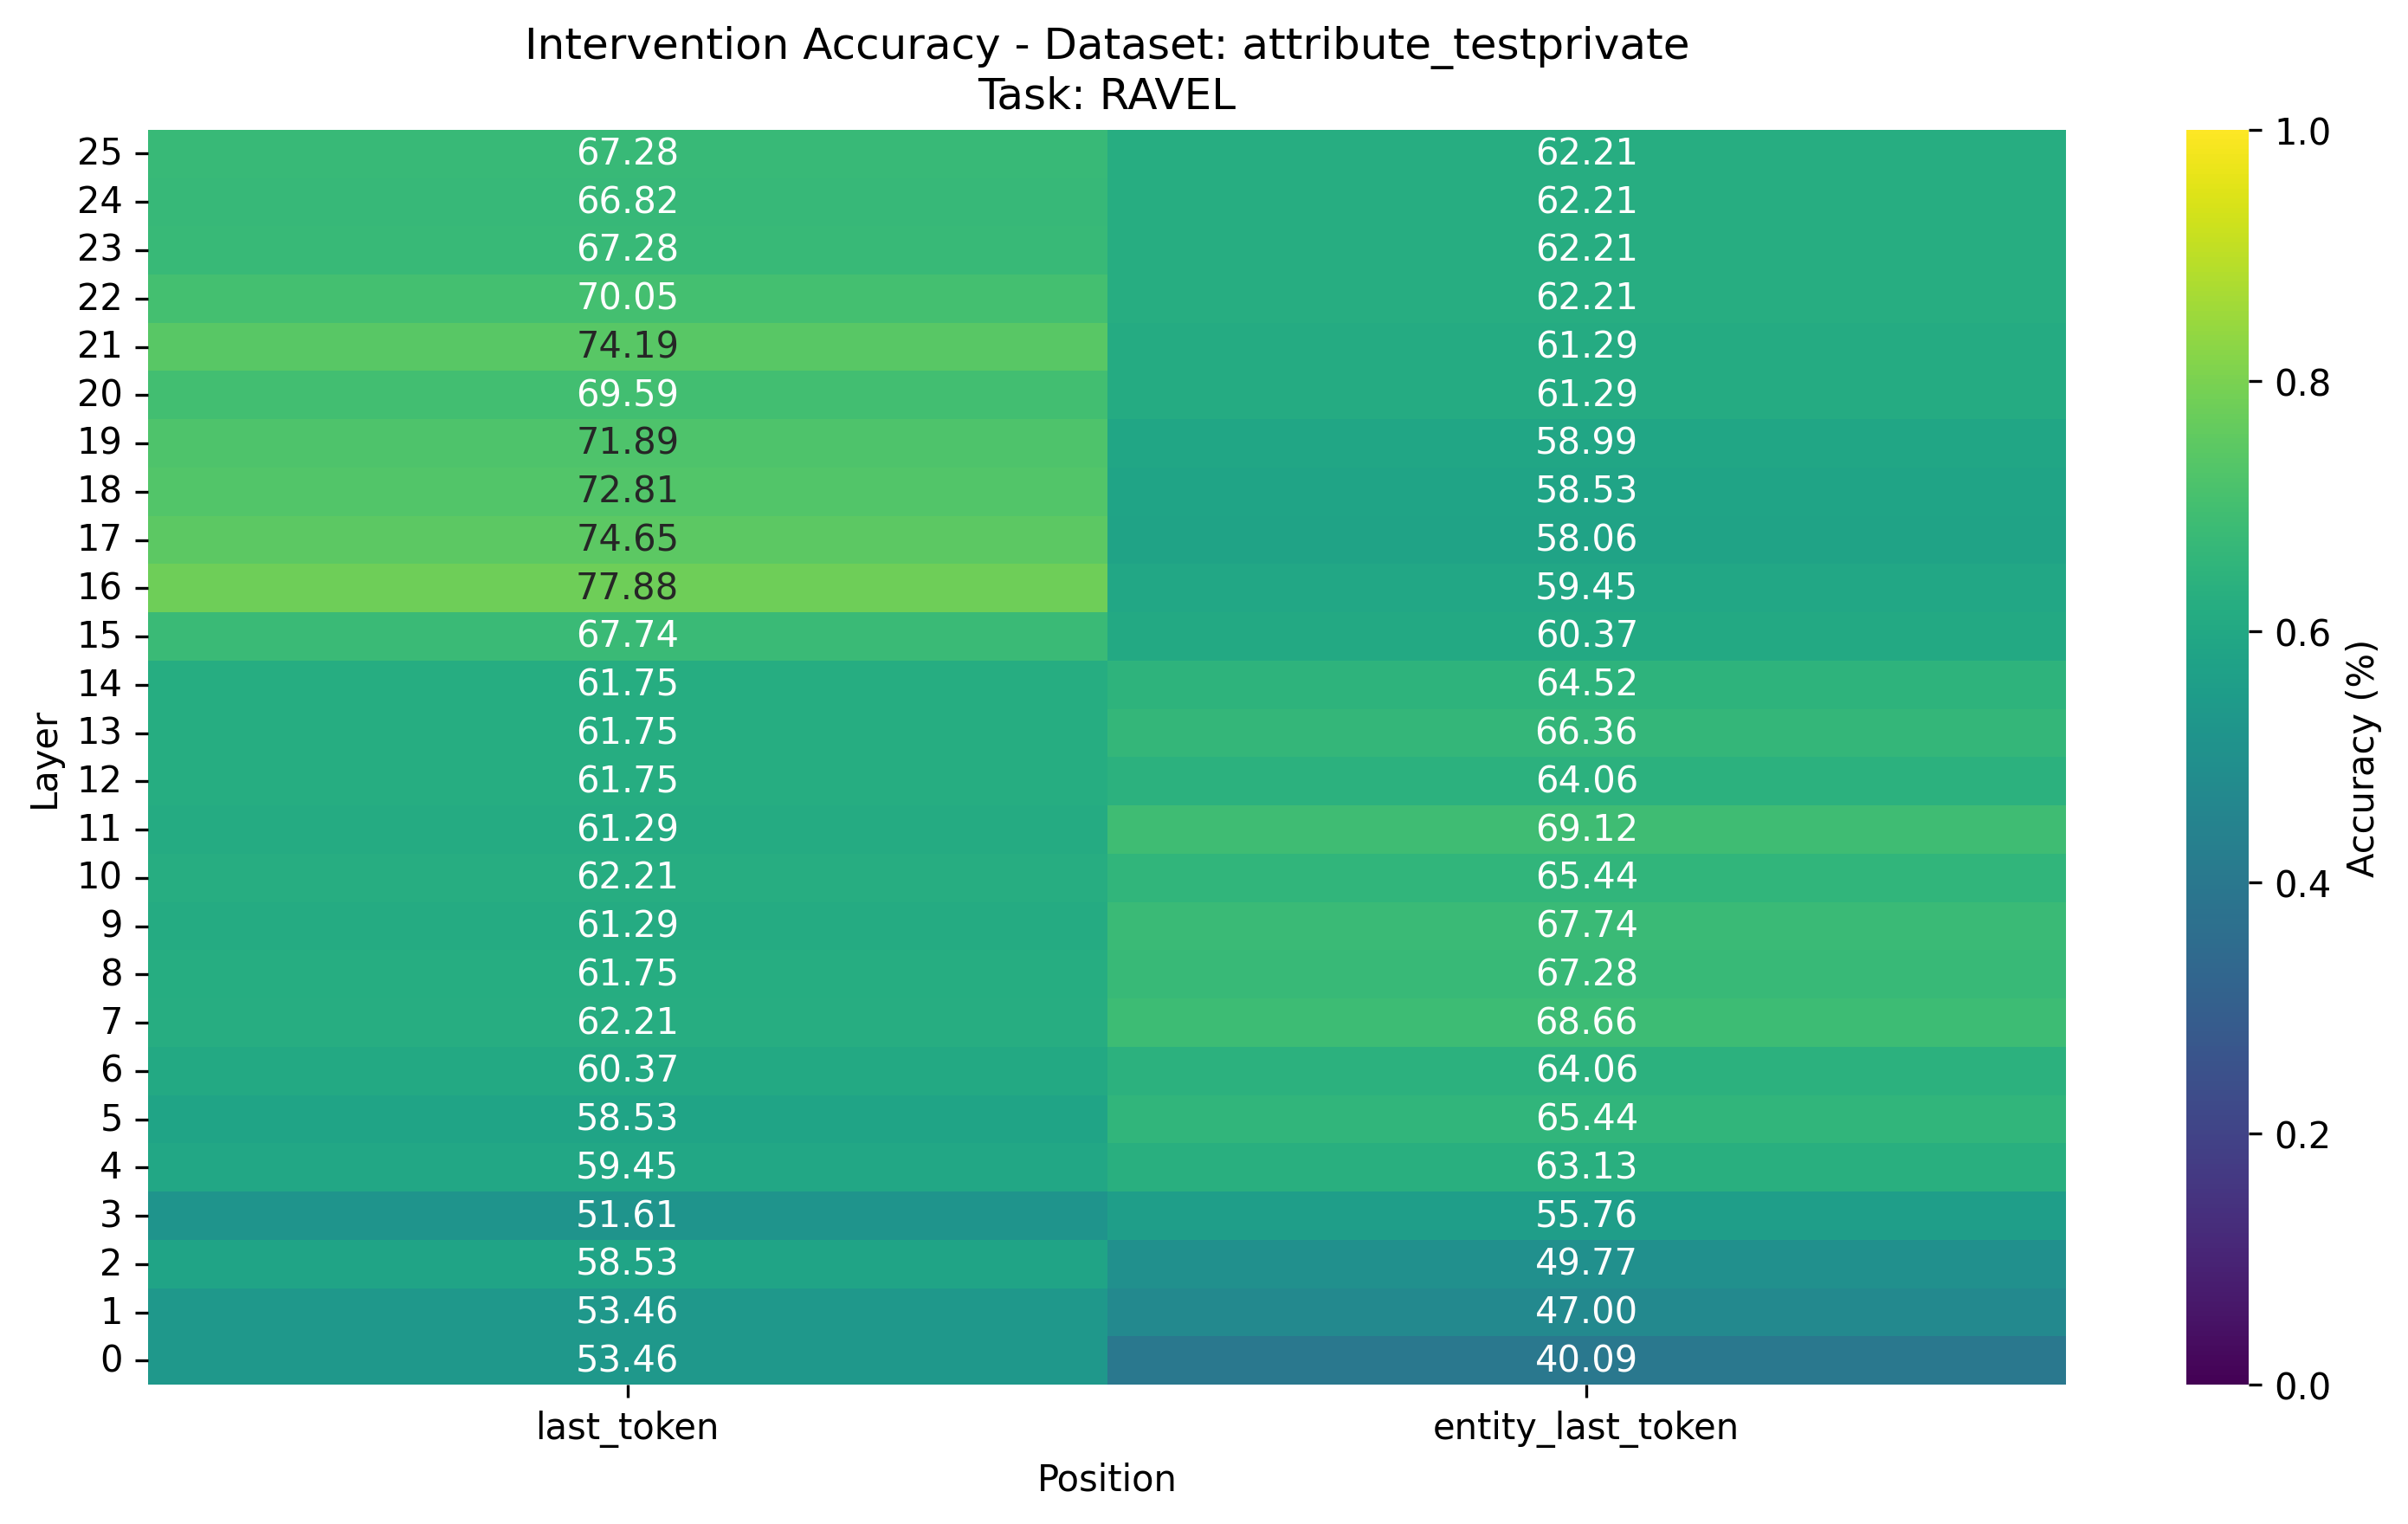 Intervention Accuracy - Dataset: attribute_testprivate
Task: RAVEL
25 67.28 62.21
24 66.82 62.21
23 67.28 62.21
22 70.05 62.21
21 74.19 61.29
20 69.59 61.29
19 71.89 58.99
18 72.81 58.53
17 74.65 58.06
16 77.88 59.45
15 67.74 60.37
14 61.75 64.52
13 61.75 66.36
12 61.75 64.06
11 61.29 69.12
10 62.21 65.44
9 61.29 67.74
8 61.75 67.28
7 62.21 68.66
6 60.37 64.06
5 58.53 65.44
4 59.45 63.13
3 51.61 55.76
2 58.53 49.77
1 53.46 47.00
0 53.46 40.09
last_token entity_last_token
Position
Layer
1.0
0.8
0.6
0.4
0.2
0.0
Accuracy (%)